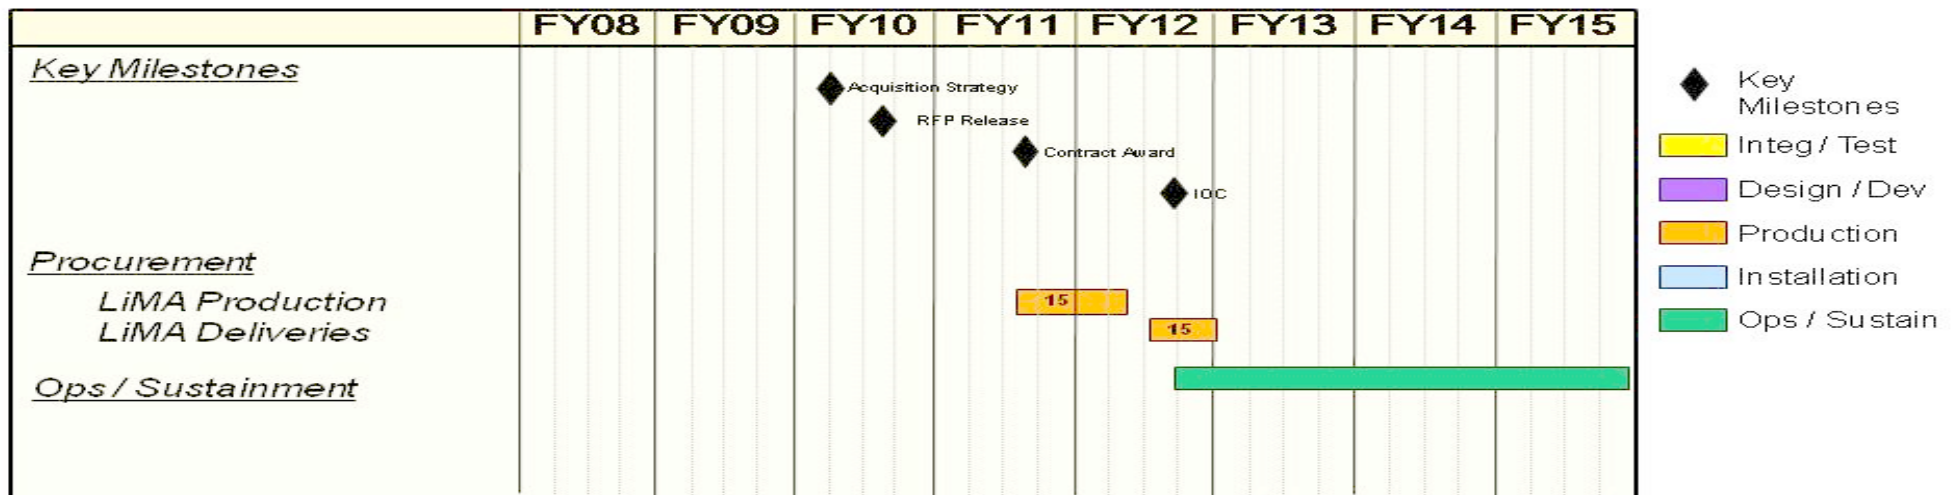 FY08 FY09 FY10 FY11 FY12 FY13 FY14 FY15
Key Milestones
Acquisition Strategy
RFP Release
Contract Award
IOC
Procurement
LiMA Production 15
LiMA Deliveries 15
Ops / Sustainment
Key
Milestones
Integ / Test
Design / Dev
Production
Installation
Ops / Sustain